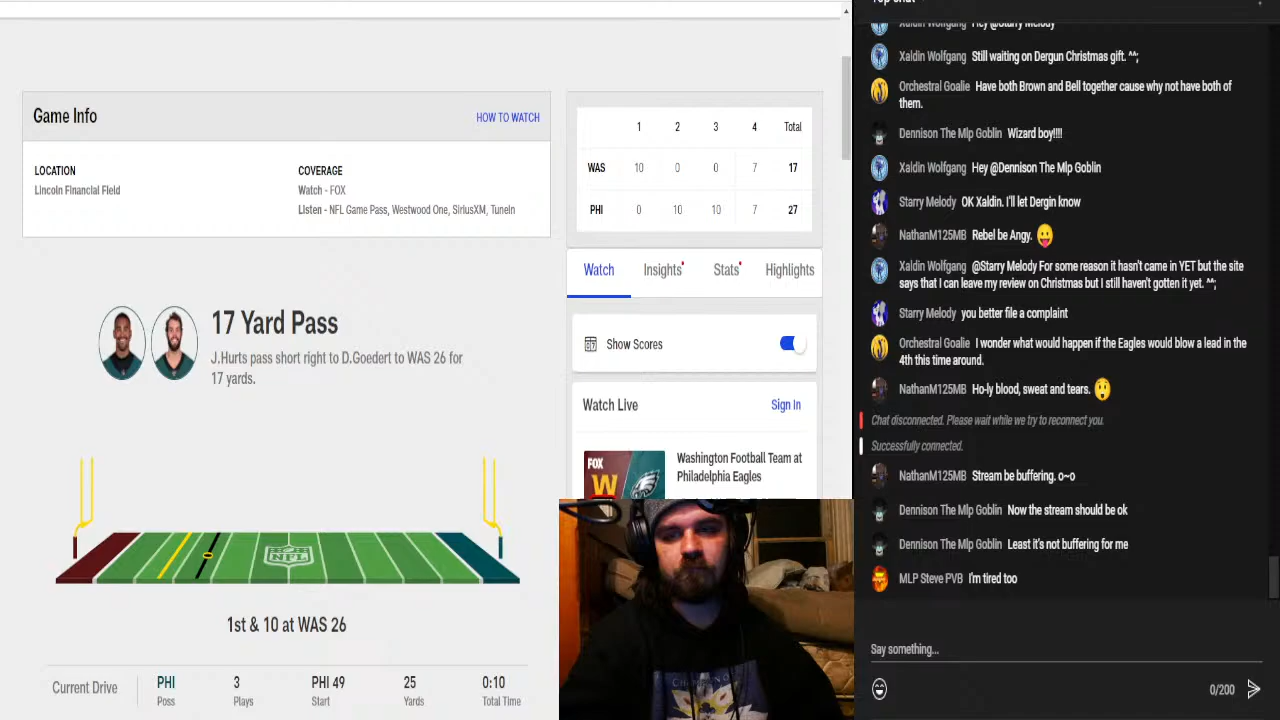 Game Info
HOW TO WATCH
LOCATION
Lincoln Financial Field
COVERAGE
Watch - FOX
Listen - NFL Game Pass, Westwood One, SiriusXM, TuneIn
1 2 3 4 Total
WAS 10 0 0 7 17
PHI 0 10 10 7 27
Watch Insights Stats Highlights
Show Scores
Watch Live
Sign In
FOX
W
Washington Football Team at
Philadelphia Eagles
17 Yard Pass
J.Hurts pass short right to D.Goedert to WAS 26 for
17 yards.
NFL
1st & 10 at WAS 26
Current Drive
PHI 3 PHI 49 25 0:10
Poss Plays Start Yards Total Time
Xaldin Wolfgang Hey @Starry Melody
Xaldin Wolfgang Still waiting on Dergun Christmas gift. ^^;
Orchestral Goalie Have both Brown and Bell together cause why not have both of
them.
Dennison The Mlp Goblin Wizard boy!!!!
Xaldin Wolfgang Hey @Dennison The Mlp Goblin
Starry Melody OK Xaldin. I'll let Dergin know
NathanM125MB Rebel be Angy. 😛
Xaldin Wolfgang @Starry Melody For some reason it hasn't came in YET but the site
says that I can leave my review on Christmas but I still haven't gotten it yet. ^^;
Starry Melody you better file a complaint
Orchestral Goalie I wonder what would happen if the Eagles would blow a lead in the
4th this time around.
NathanM125MB Ho-ly blood, sweat and tears. 😲
Chat disconnected. Please wait while we try to reconnect you.
Successfully connected.
NathanM125MB Stream be buffering. o~o
Dennison The Mlp Goblin Now the stream should be ok
Dennison The Mlp Goblin Least it's not buffering for me
MLP Steve PVB I'm tired too
Say something...
0/200